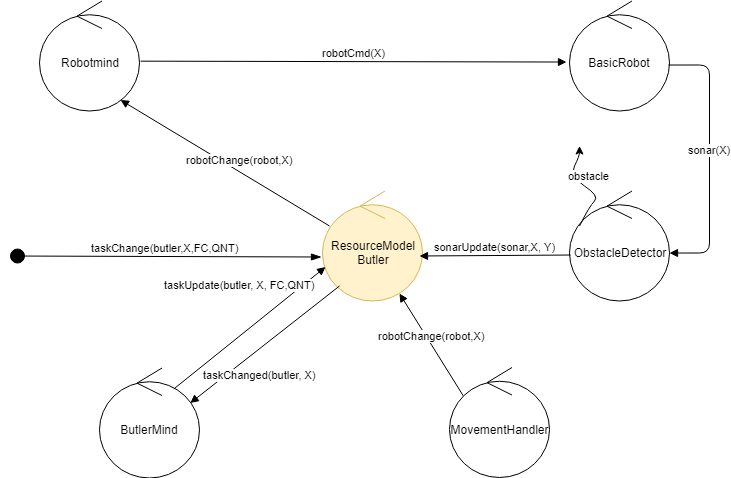 robotCmd(X)
Robotmind
BasicRobot
sonar(X)
robotChange(robot,X)
obstacle
taskChange(butler,X,FC,QNT)
ResourceModel
Butler
sonarUpdate(sonar,X, Y)
ObstacleDetector
taskUpdate(butler, X, FC,QNT)
robotChange(robot,X)
taskChanged(butler, X)
ButlerMind
MovementHandler